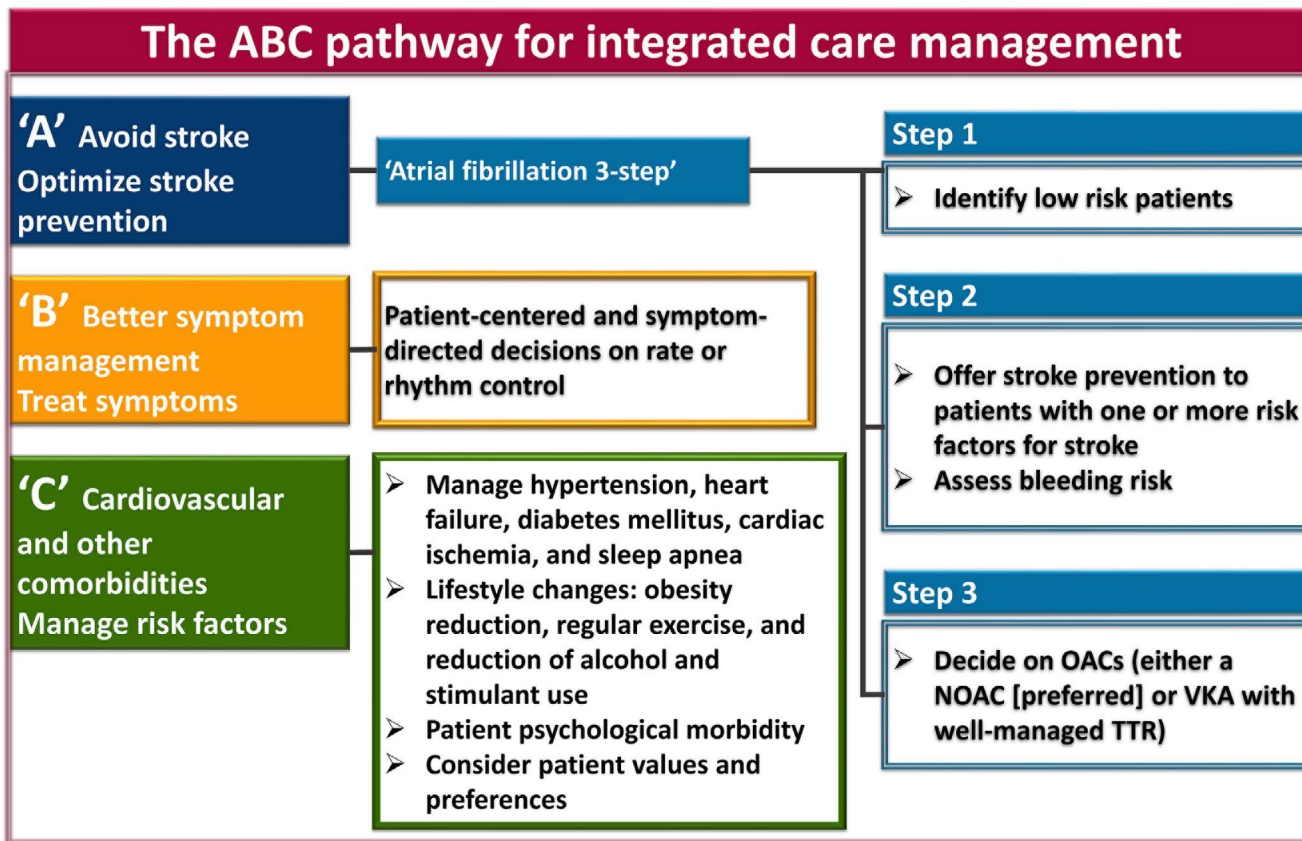 The ABC pathway for integrated care management
‘A’ Avoid stroke
Optimize stroke
prevention
‘Atrial fibrillation 3-step’
Step 1
➢ Identify low risk patients
Step 2
➢ Offer stroke prevention to
patients with one or more risk
factors for stroke
➢ Assess bleeding risk
Step 3
➢ Decide on OACs (either a
NOAC [preferred] or VKA with
well-managed TTR)
‘B’ Better symptom
management
Treat symptoms
Patient-centered and symptom-
directed decisions on rate or
rhythm control
‘C’ Cardiovascular
and other
comorbidities
Manage risk factors
➢ Manage hypertension, heart
failure, diabetes mellitus, cardiac
ischemia, and sleep apnea
➢ Lifestyle changes: obesity
reduction, regular exercise, and
reduction of alcohol and
stimulant use
➢ Patient psychological morbidity
➢ Consider patient values and
preferences